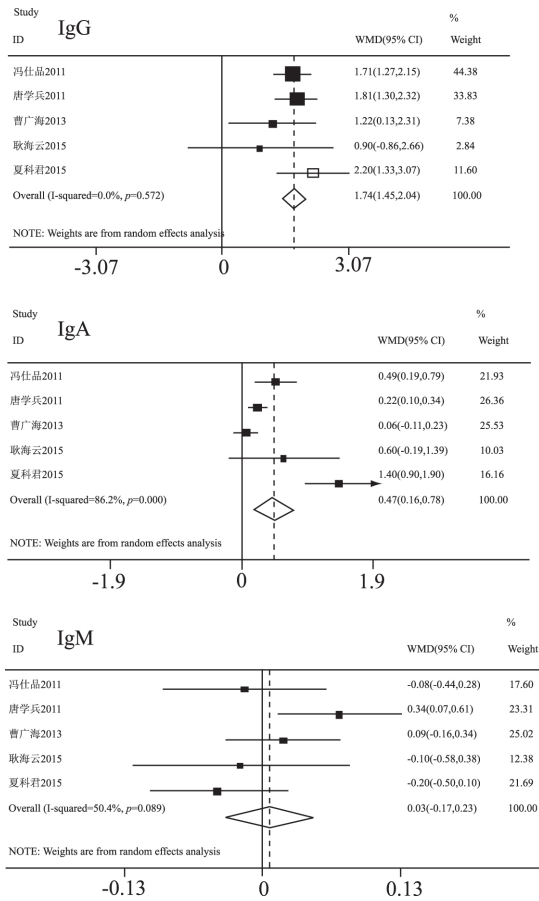 Study %
ID IgG WMD(95% CI) Weight
冯仕品2011 1.71(1.27,2.15) 44.38
唐学兵2011 1.81(1.30,2.32) 33.83
曹广海2013 1.22(0.13,2.31) 7.38
耿海云2015 0.90(-0.86,2.66) 2.84
夏科君2015 2.20(1.33,3.07) 11.60
Overall (I-squared=0.0%, p=0.572) 1.74(1.45,2.04) 100.00
NOTE: Weights are from random effects analysis
-3.07 0 3.07
Study %
ID IgA WMD(95% CI) Weight
冯仕品2011 0.49(0.19,0.79) 21.93
唐学兵2011 0.22(0.10,0.34) 26.36
曹广海2013 0.06(-0.11,0.23) 25.53
耿海云2015 0.60(-0.19,1.39) 10.03
夏科君2015 1.40(0.90,1.90) 16.16
Overall (I-squared=86.2%, p=0.000) 0.47(0.16,0.78) 100.00
NOTE: Weights are from random effects analysis
-1.9 0 1.9
Study %
ID IgM WMD(95% CI) Weight
冯仕品2011 -0.08(-0.44,0.28) 17.60
唐学兵2011 0.34(0.07,0.61) 23.31
曹广海2013 0.09(-0.16,0.34) 25.02
耿海云2015 -0.10(-0.58,0.38) 12.38
夏科君2015 -0.20(-0.50,0.10) 21.69
Overall (I-squared=50.4%, p=0.089) 0.03(-0.17,0.23) 100.00
NOTE: Weights are from random effects analysis
-0.13 0 0.13